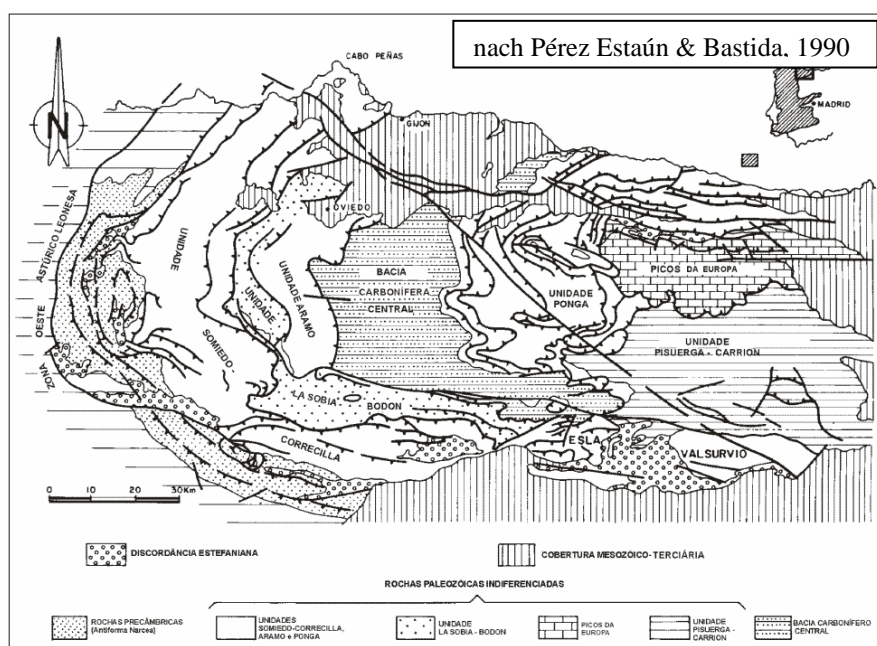 nach Pérez Estaún & Bastida, 1990
CABO PEÑAS
MADRID
N
GIJON
OVIEDO
ZONA OESTE ASTÚRICO LEONESA
UNIDADE
SOMIEDO
UNIDADE
UNIDADE ARAMO
BACIA
CARBONÍFERA
CENTRAL
UNIDADE
PONGA
PICOS DA EUROPA
UNIDADE
PISUERGA - CARRION
LA SOBIA
BODON
CORRECILLA
ESLA
VALSURVIO
0 10 20 30Km
DISCORDÂNCIA ESTEFANIANA
COBERTURA MESOZÓICO-TERCIÁRIA
ROCHAS PALEOZÓICAS INDIFERENCIADAS
ROCHAS PRECÂMBRICAS
(Antiforma Narcea)
UNIDADES
SOMIEDO-CORRECILLA,
ARAMO e PONGA
UNIDADE
LA SOBIA - BODON
PICOS DA
EUROPA
UNIDADE
PISUERGA -
CARRION
BACIA CARBONÍFERO
CENTRAL